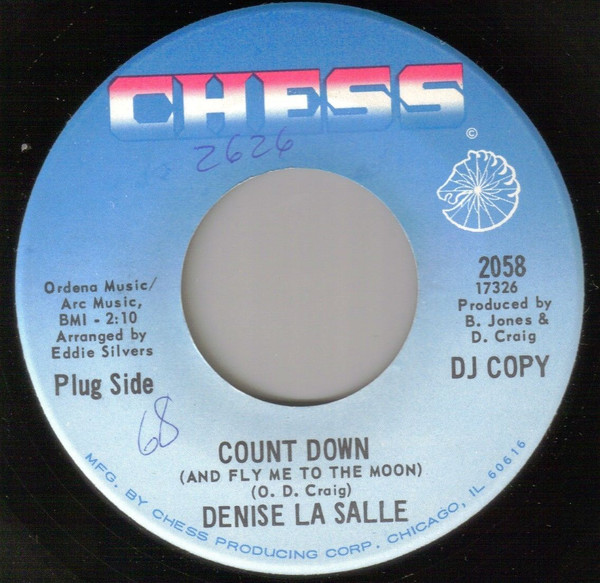 CHESS
2626
©
Ordena Music/
Arc Music,
BMI - 2:10
Arranged by
Eddie Silvers
Plug Side
2058
17326
Produced by
B. Jones &
D. Craig
DJ COPY
68
COUNT DOWN
(AND FLY ME TO THE MOON)
(O. D. Craig)
DENISE LA SALLE
MFG. BY CHESS PRODUCING CORP. CHICAGO, IL 60616